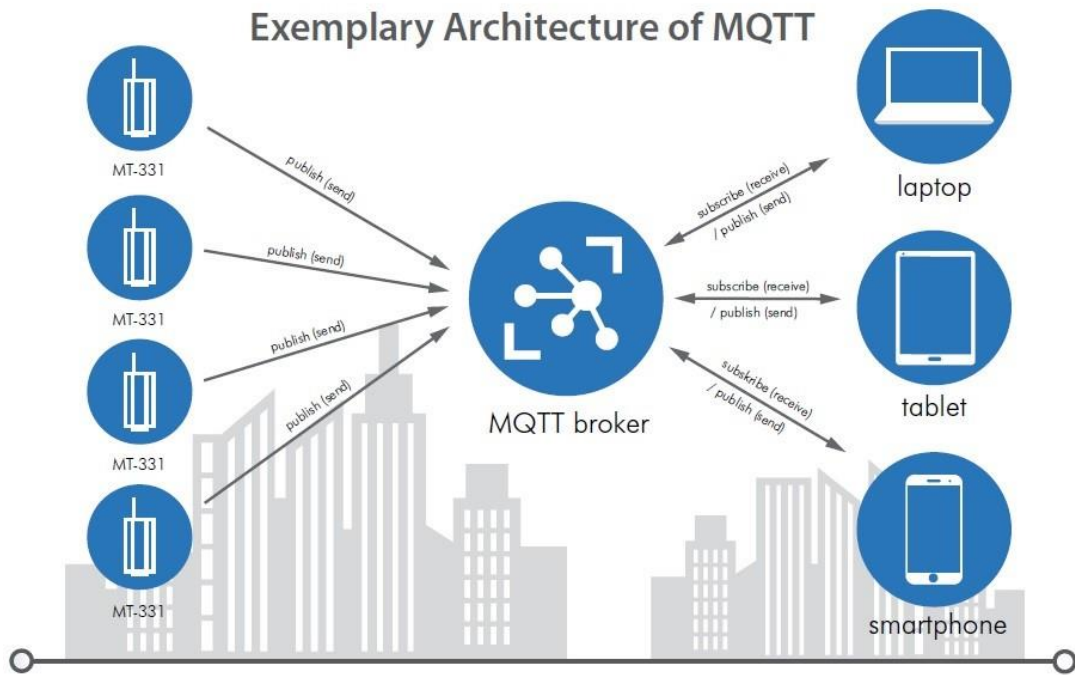 Exemplary Architecture of MQTT
MT-331
publish (send)
MT-331
publish (send)
MT-331
publish (send)
MT-331
publish (send)
MQTT broker
subscribe (receive)
/ publish (send)
laptop
subscribe (receive)
/ publish (send)
tablet
subskribe (receive)
/ publish (send)
smartphone